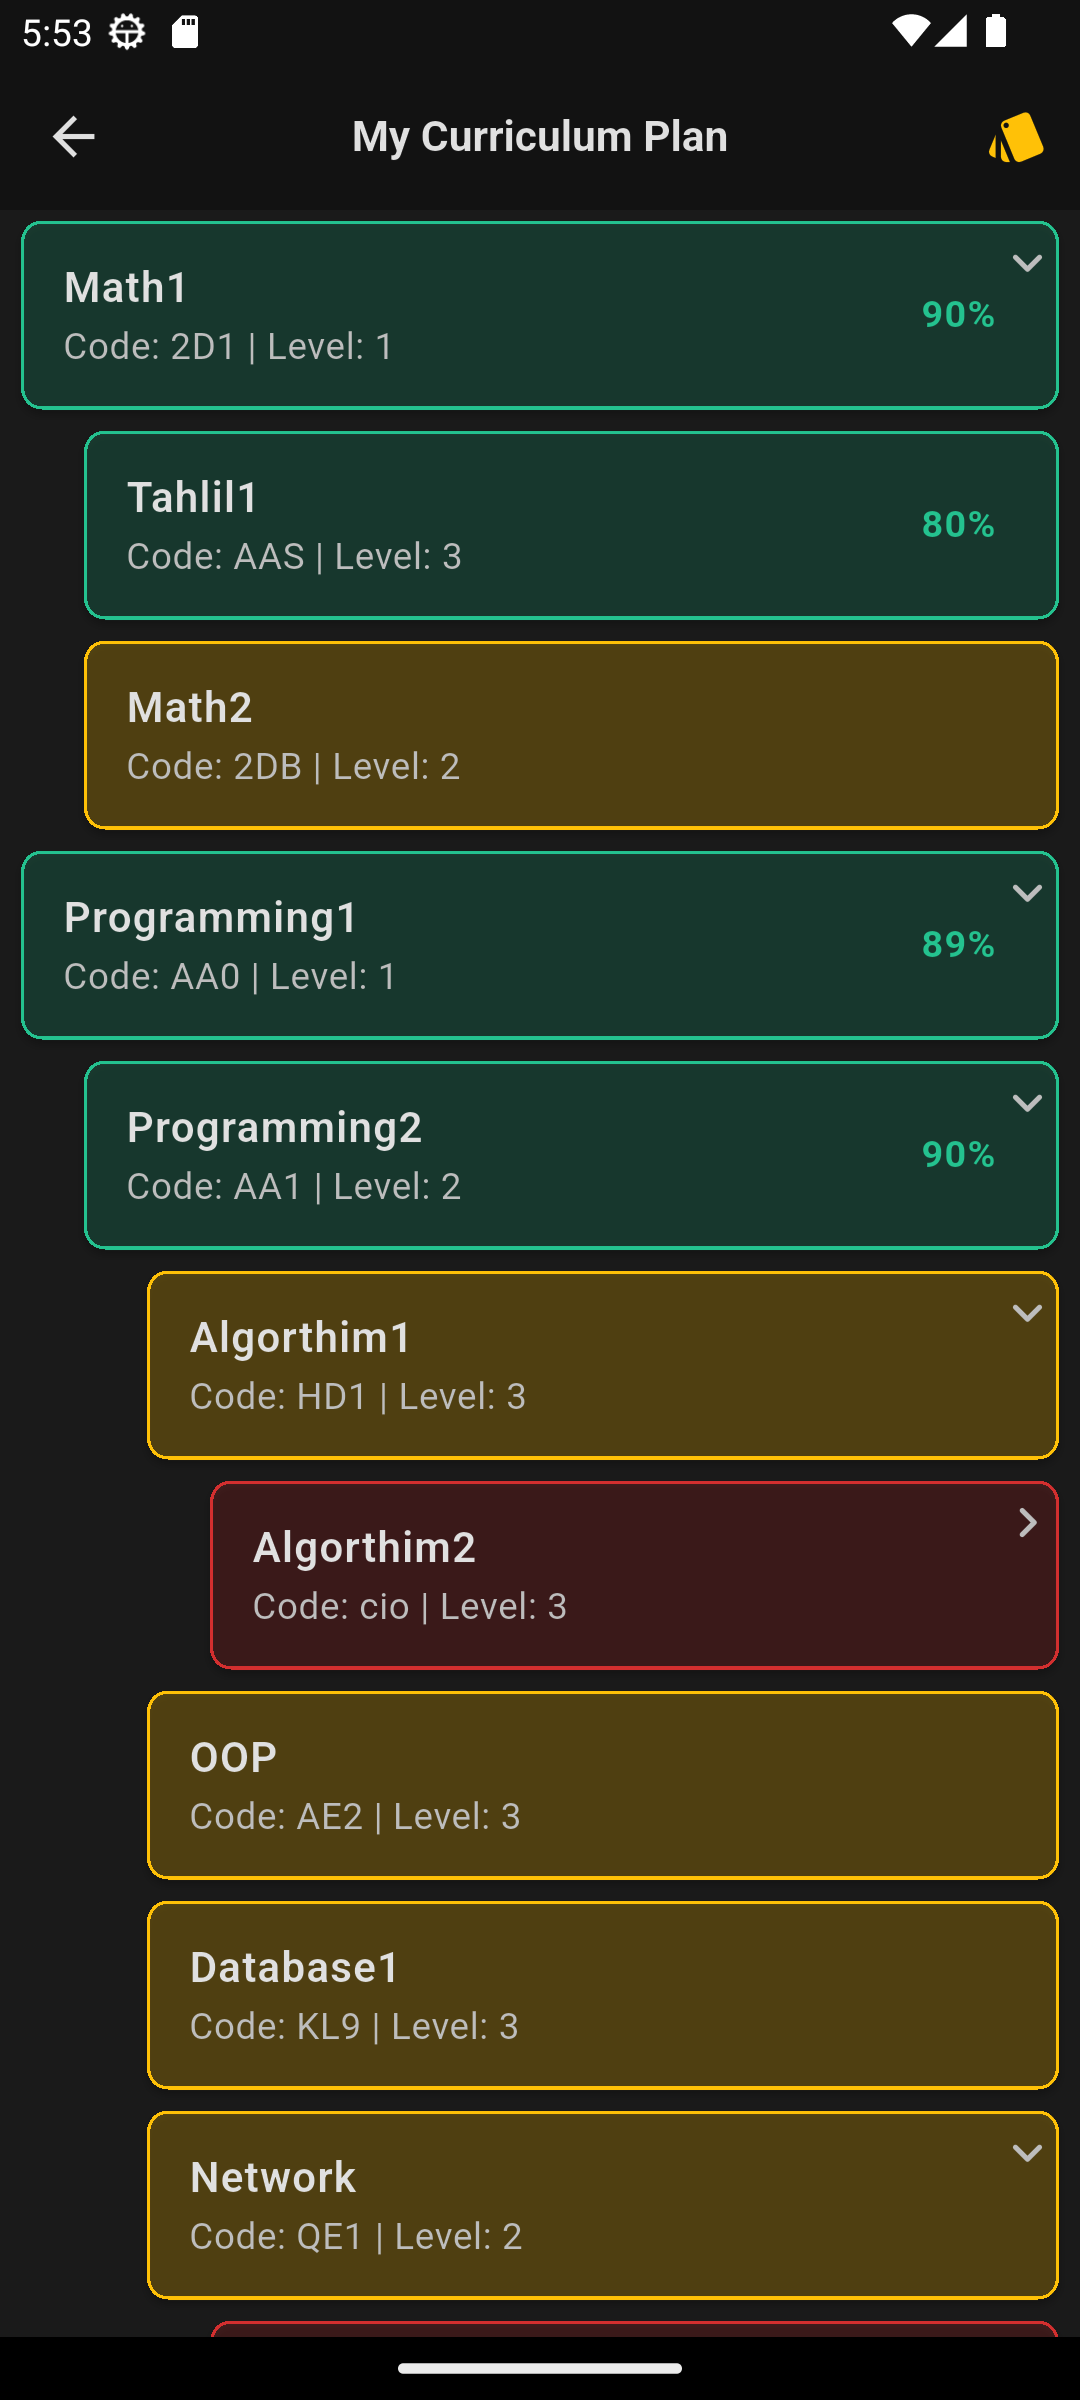 5:53
My Curriculum Plan
Math1
Code: 2D1 | Level: 1
90%
Tahlil1
Code: AAS | Level: 3
80%
Math2
Code: 2DB | Level: 2
Programming1
Code: AA0 | Level: 1
89%
Programming2
Code: AA1 | Level: 2
90%
Algorthim1
Code: HD1 | Level: 3
Algorthim2
Code: cio | Level: 3
OOP
Code: AE2 | Level: 3
Database1
Code: KL9 | Level: 3
Network
Code: QE1 | Level: 2